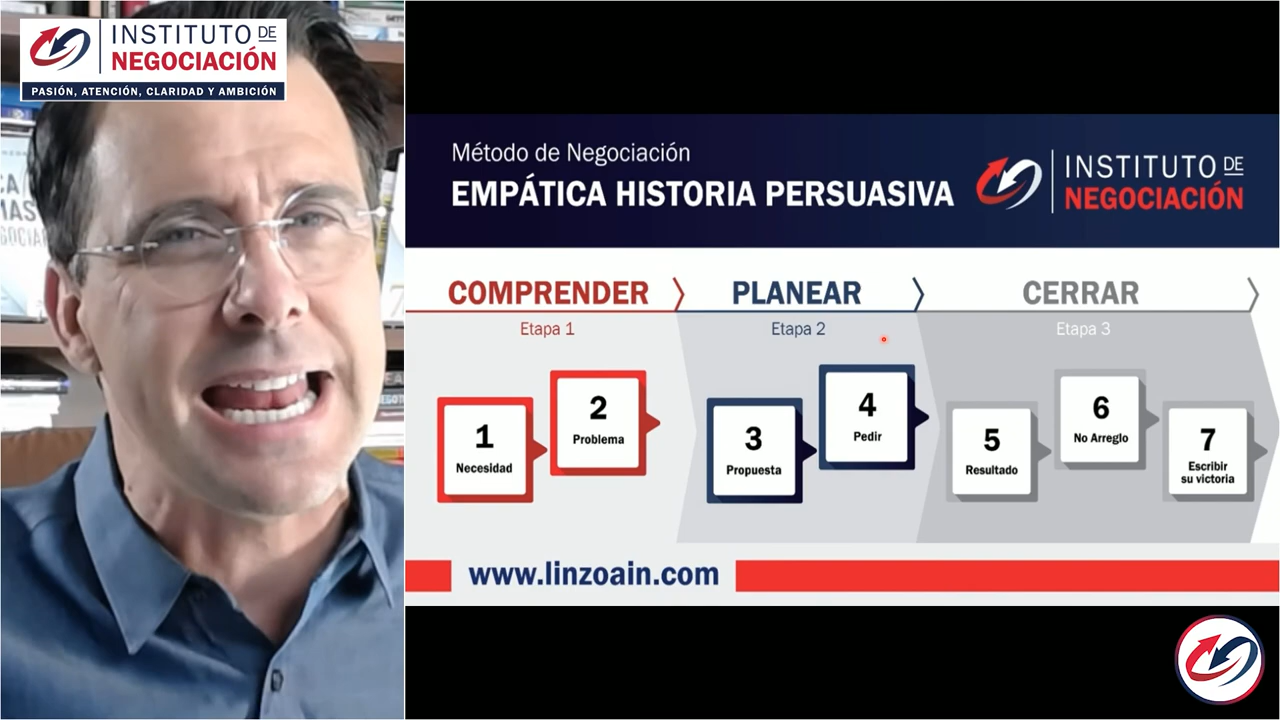 INSTITUTO DE
NEGOCIACIÓN
PASIÓN, ATENCIÓN, CLARIDAD Y AMBICIÓN
Método de Negociación
EMPÁTICA HISTORIA PERSUASIVA
INSTITUTO DE
NEGOCIACIÓN
COMPRENDER
Etapa 1
PLANEAR
Etapa 2
CERRAR
Etapa 3
1
Necesidad
2
Problema
3
Propuesta
4
Pedir
5
Resultado
6
No Arreglo
7
Escribir
su victoria
www.linzoain.com